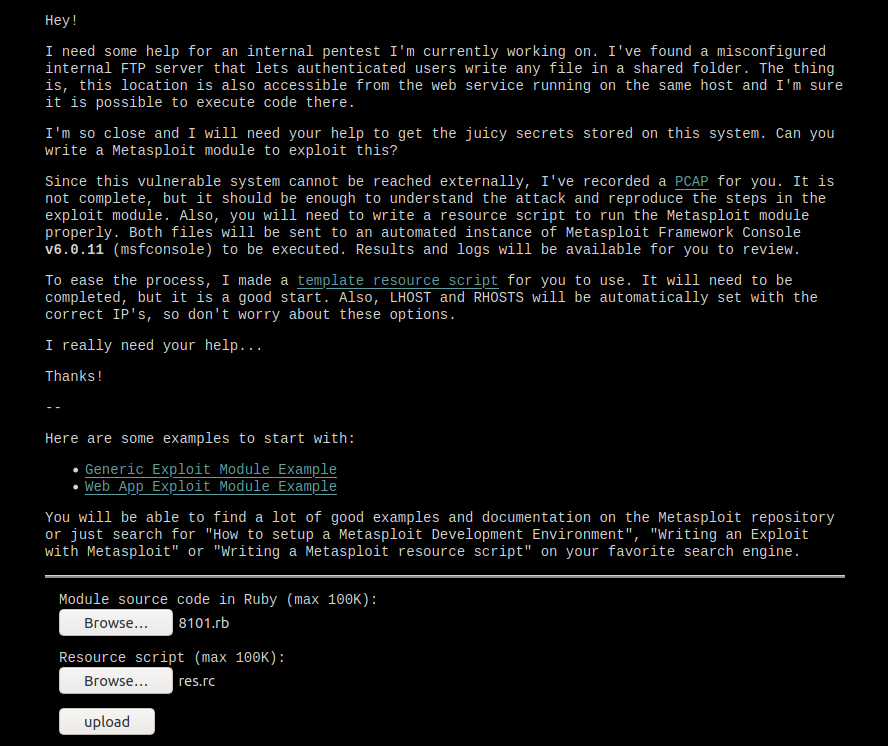 Hey!
I need some help for an internal pentest I'm currently working on. I've found a misconfigured
internal FTP server that lets authenticated users write any file in a shared folder. The thing
is, this location is also accessible from the web service running on the same host and I'm sure
it is possible to execute code there.
I'm so close and I will need your help to get the juicy secrets stored on this system. Can you
write a Metasploit module to exploit this?
Since this vulnerable system cannot be reached externally, I've recorded a PCAP for you. It is
not complete, but it should be enough to understand the attack and reproduce the steps in the
exploit module. Also, you will need to write a resource script to run the Metasploit module
properly. Both files will be sent to an automated instance of Metasploit Framework Console
v6.0.11 (msfconsole) to be executed. Results and logs will be available for you to review.
To ease the process, I made a template resource script for you to use. It will need to be
completed, but it is a good start. Also, LHOST and RHOSTS will be automatically set with the
correct IP's, so don't worry about these options.
I really need your help...
Thanks!
--
Here are some examples to start with:
• Generic Exploit Module Example
• Web App Exploit Module Example
You will be able to find a lot of good examples and documentation on the Metasploit repository
or just search for "How to setup a Metasploit Development Environment", "Writing an Exploit
with Metasploit" or "Writing a Metasploit resource script" on your favorite search engine.
Module source code in Ruby (max 100K):
Browse... 8101.rb
Resource script (max 100K):
Browse... res.rc
upload